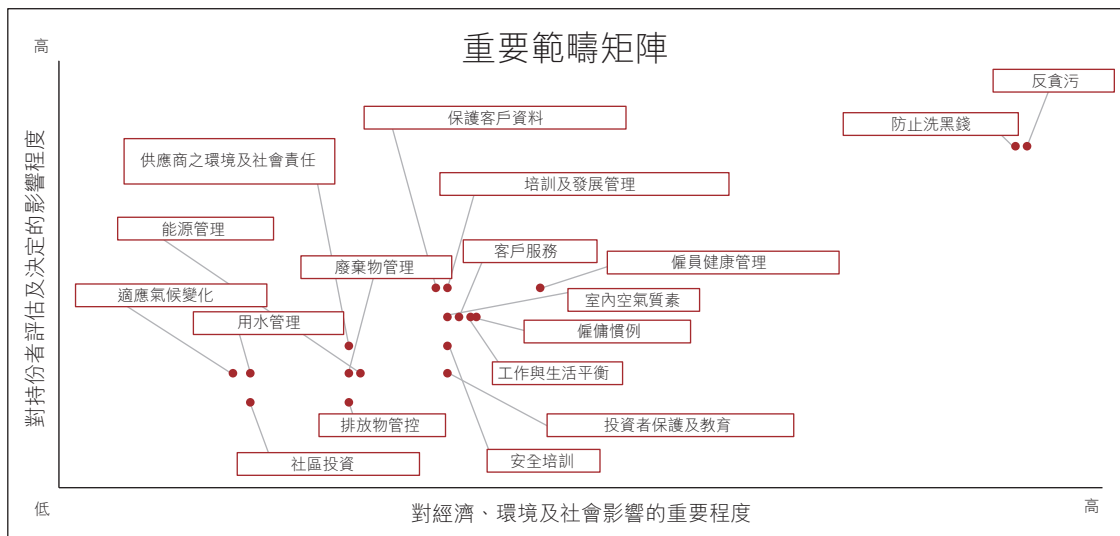 重要範疇矩陣
高
反貪污
保護客戶資料
防止洗黑錢
供應商之環境及社會責任
培訓及發展管理
能源管理
客戶服務
廢棄物管理
僱員健康管理
適應氣候變化
室內空氣質素
用水管理
僱傭慣例
工作與生活平衡
排放物管控
投資者保護及教育
社區投資
安全培訓
對持份者評估及決定的影響程度
低
對經濟、環境及社會影響的重要程度
高